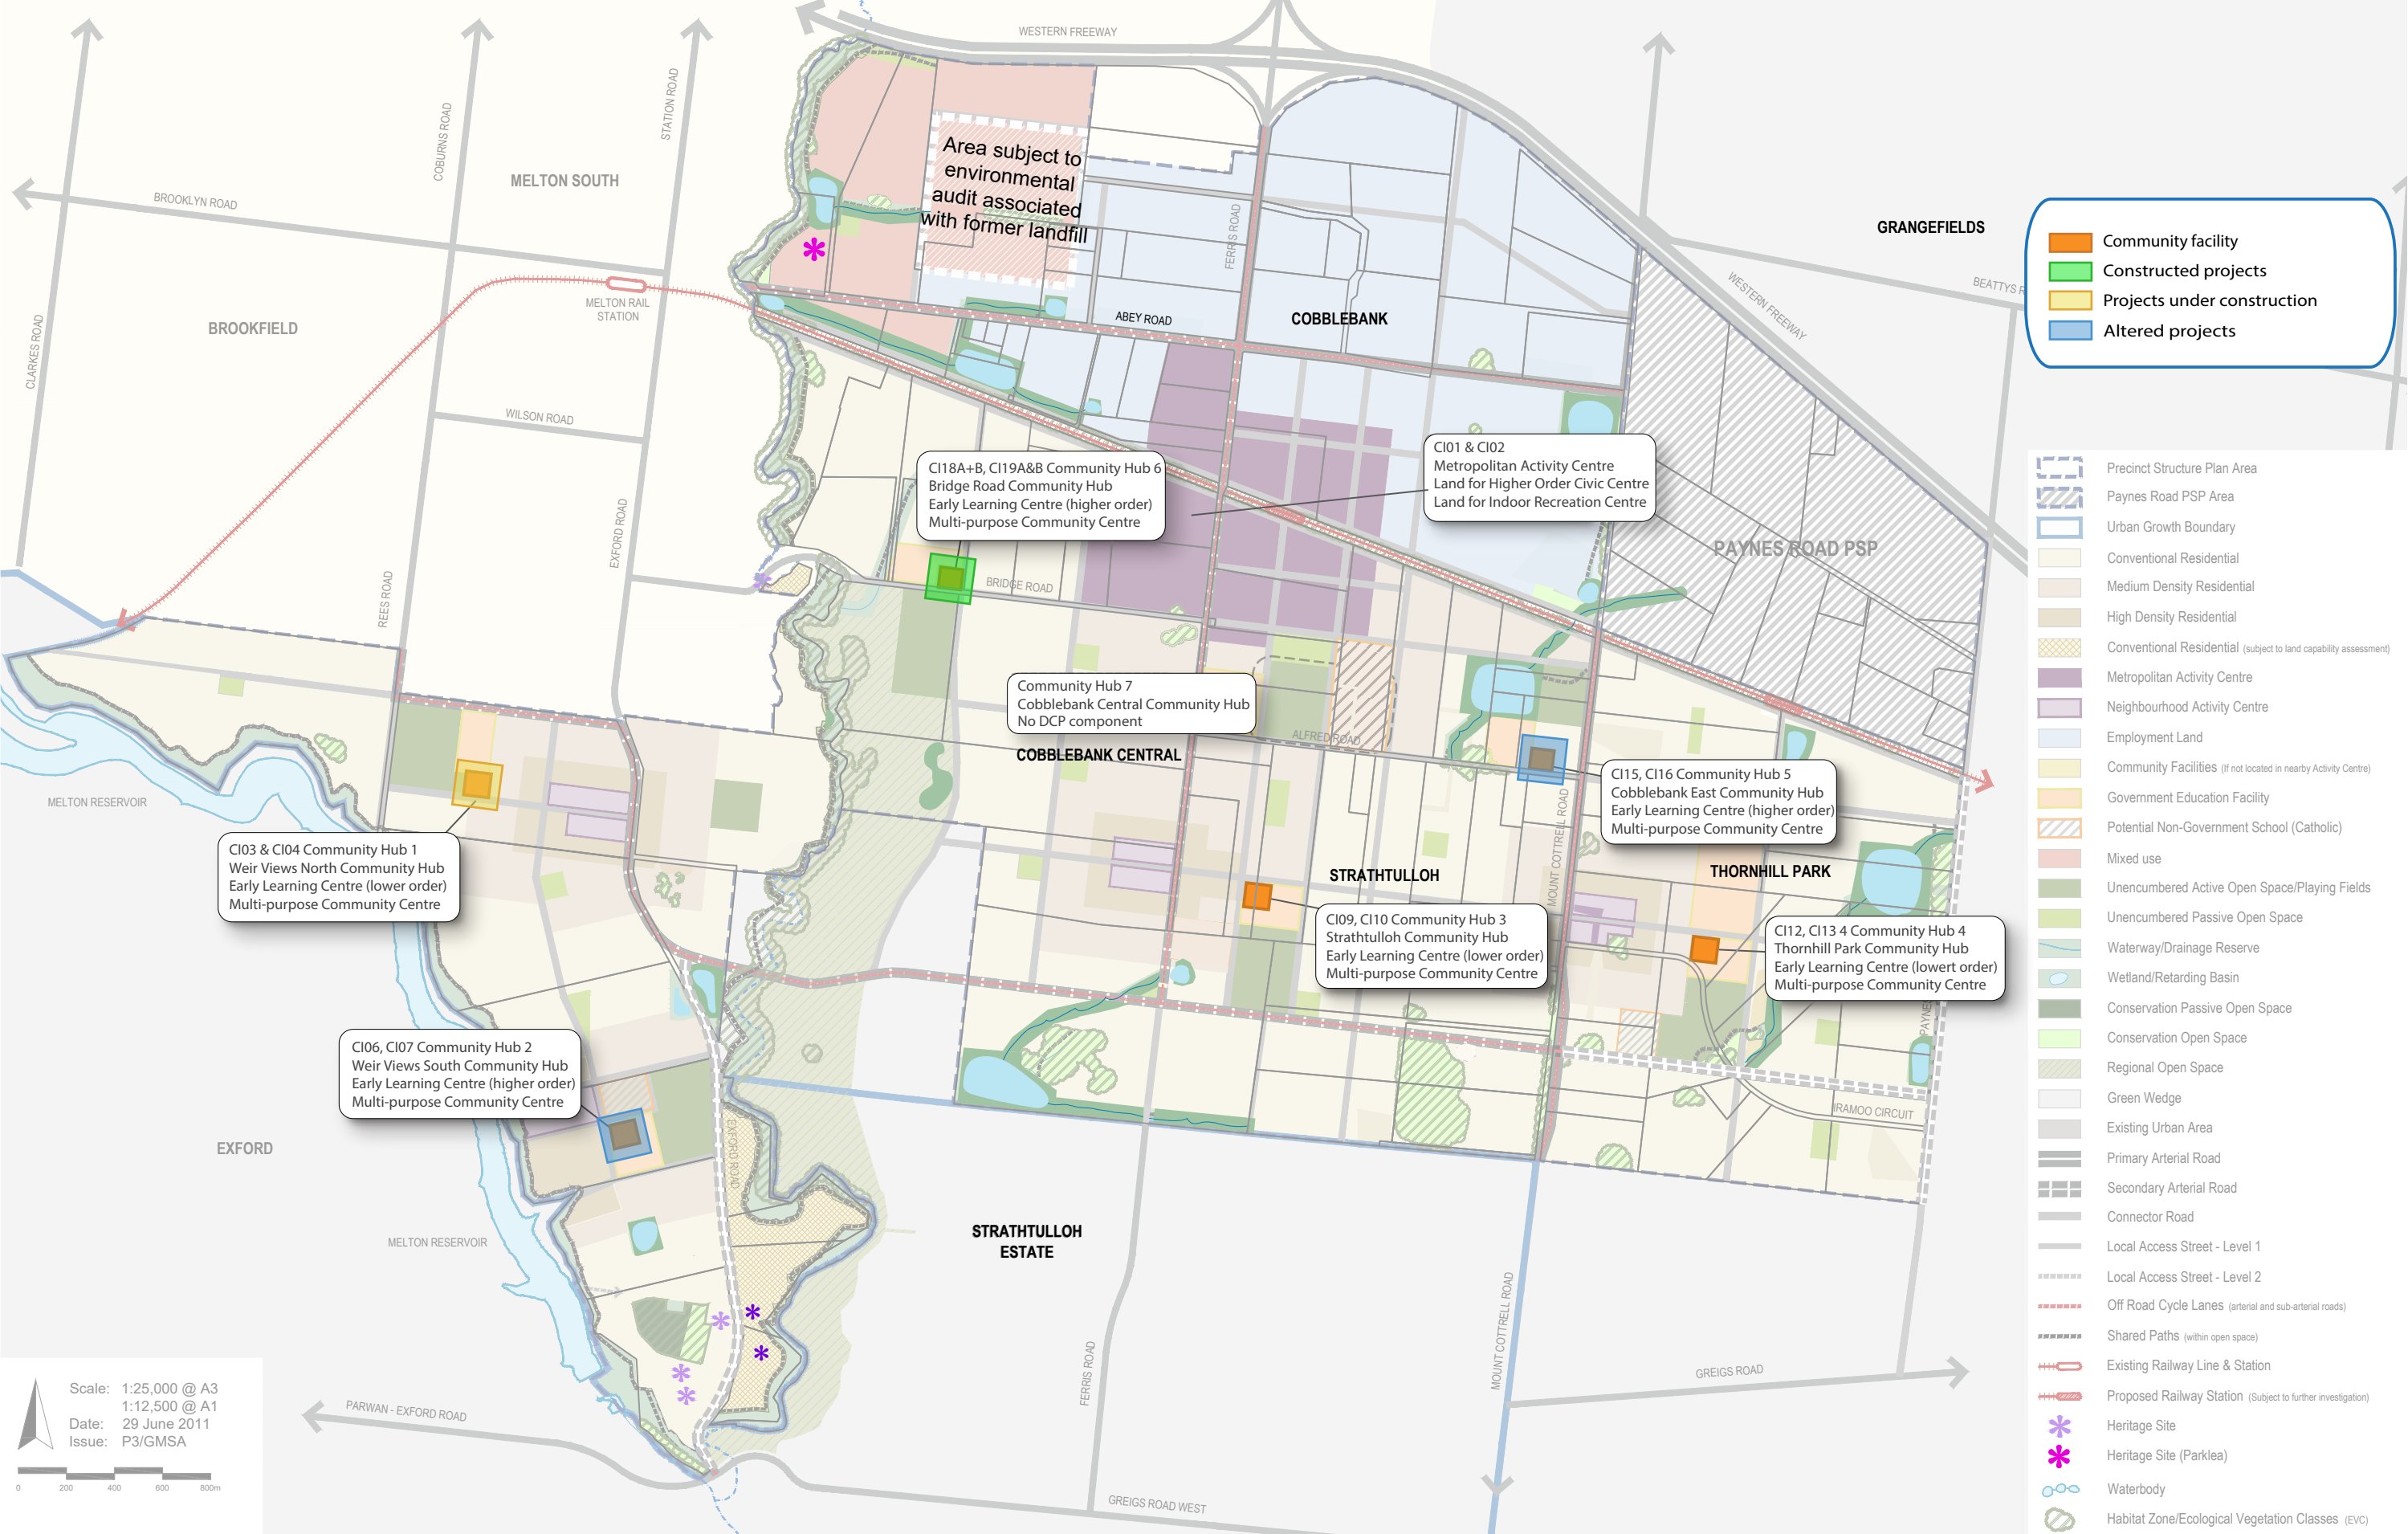 WESTERN FREEWAY
COBURNS ROAD
STATION ROAD
MELTON SOUTH
BROOKLYN ROAD
Area subject to
environmental
audit associated
with former landfill
FERRIS ROAD
GRANGEFIELDS
WESTERN FREEWAY
BEATTYS R
Community facility
Constructed projects
Projects under construction
Altered projects
MELTON RAIL
STATION
BROOKFIELD
CLARKES ROAD
ABEY ROAD
COBBLEBANK
WILSON ROAD
EXFORD ROAD
REES ROAD
CI18A+B, CI19A&B Community Hub 6
Bridge Road Community Hub
Early Learning Centre (higher order)
Multi-purpose Community Centre
CI01 & CI02
Metropolitan Activity Centre
Land for Higher Order Civic Centre
Land for Indoor Recreation Centre
PAYNES ROAD PSP
BRIDGE ROAD
Community Hub 7
Cobblebank Central Community Hub
No DCP component
COBBLEBANK CENTRAL
ALFRED ROAD
MELTON RESERVOIR
CI15, CI16 Community Hub 5
Cobblebank East Community Hub
Early Learning Centre (higher order)
Multi-purpose Community Centre
MOUNT COTTRELL ROAD
CI03 & CI04 Community Hub 1
Weir Views North Community Hub
Early Learning Centre (lower order)
Multi-purpose Community Centre
STRATHTULLOH
THORNHILL PARK
CI09, CI10 Community Hub 3
Strathtulloh Community Hub
Early Learning Centre (lower order)
Multi-purpose Community Centre
CI12, CI13 4 Community Hub 4
Thornhill Park Community Hub
Early Learning Centre (lowert order)
Multi-purpose Community Centre
PAYNES
CI06, CI07 Community Hub 2
Weir Views South Community Hub
Early Learning Centre (higher order)
Multi-purpose Community Centre
IRAMOO CIRCUIT
EXFORD
EXFORD ROAD
MELTON RESERVOIR
STRATHTULLOH
ESTATE
FERRIS ROAD
MOUNT COTTRELL ROAD
GREIGS ROAD
PARWAN - EXFORD ROAD
GREIGS ROAD WEST
Scale: 1:25,000 @ A3
1:12,500 @ A1
Date: 29 June 2011
Issue: P3/GMSA
0 200 400 600 800m
Precinct Structure Plan Area
Paynes Road PSP Area
Urban Growth Boundary
Conventional Residential
Medium Density Residential
High Density Residential
Conventional Residential (subject to land capability assessment)
Metropolitan Activity Centre
Neighbourhood Activity Centre
Employment Land
Community Facilities (If not located in nearby Activity Centre)
Government Education Facility
Potential Non-Government School (Catholic)
Mixed use
Unencumbered Active Open Space/Playing Fields
Unencumbered Passive Open Space
Waterway/Drainage Reserve
Wetland/Retarding Basin
Conservation Passive Open Space
Conservation Open Space
Regional Open Space
Green Wedge
Existing Urban Area
Primary Arterial Road
Secondary Arterial Road
Connector Road
Local Access Street - Level 1
Local Access Street - Level 2
Off Road Cycle Lanes (arterial and sub-arterial roads)
Shared Paths (within open space)
Existing Railway Line & Station
Proposed Railway Station (Subject to further investigation)
Heritage Site
Heritage Site (Parklea)
Waterbody
Habitat Zone/Ecological Vegetation Classes (EVC)